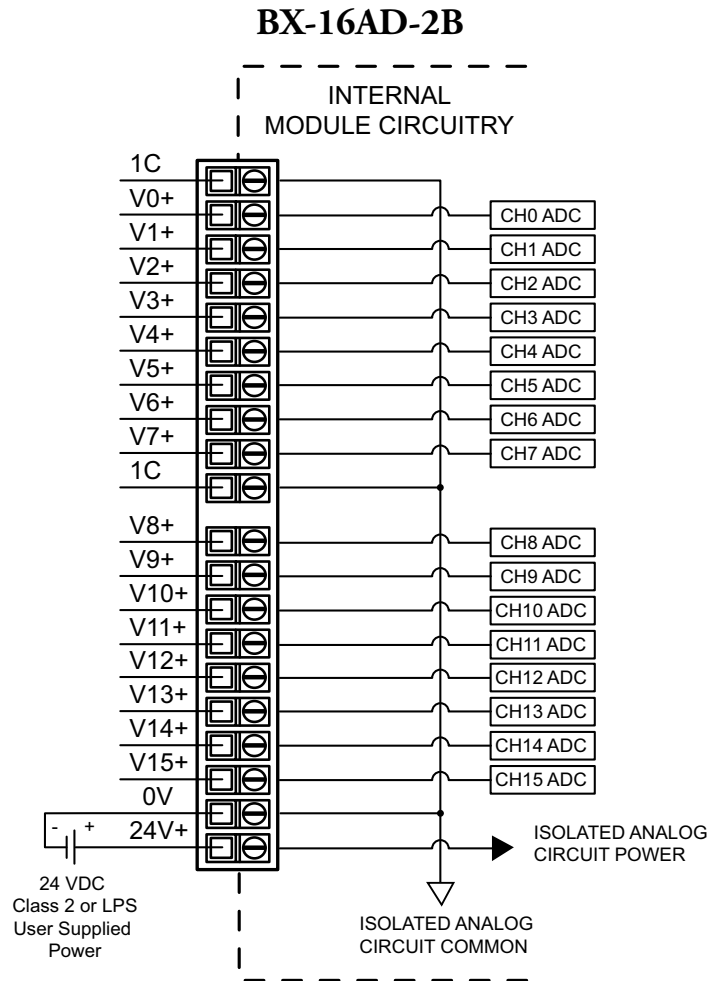 BX-16AD-2B
INTERNAL
MODULE CIRCUITRY
1C
V0+
CH0 ADC
V1+
CH1 ADC
V2+
CH2 ADC
V3+
CH3 ADC
V4+
CH4 ADC
V5+
CH5 ADC
V6+
CH6 ADC
V7+
CH7 ADC
1C
V8+
CH8 ADC
V9+
CH9 ADC
V10+
CH10 ADC
V11+
CH11 ADC
V12+
CH12 ADC
V13+
CH13 ADC
V14+
CH14 ADC
V15+
CH15 ADC
0V
- +
24V+
ISOLATED ANALOG
CIRCUIT POWER
24 VDC
Class 2 or LPS
User Supplied
Power
ISOLATED ANALOG
CIRCUIT COMMON